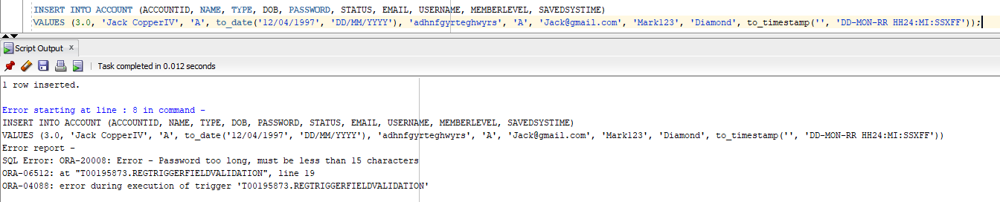 INSERT INTO ACCOUNT (ACCOUNTID, NAME, TYPE, DOB, PASSWORD, STATUS, EMAIL, USERNAME, MEMBERLEVEL, SAVEDSYSTIME)
VALUES (3.0, 'Jack CopperIV', 'A', to_date('12/04/1997', 'DD/MM/YYYY'), 'adhnfgyrteghwyrs', 'A', 'Jack@gmail.com', 'Mark123', 'Diamond', to_timestamp('', 'DD-MON-RR HH24:MI:SSXFF'));
Script Output x
Task completed in 0.012 seconds
1 row inserted.
Error starting at line : 8 in command -
INSERT INTO ACCOUNT (ACCOUNTID, NAME, TYPE, DOB, PASSWORD, STATUS, EMAIL, USERNAME, MEMBERLEVEL, SAVEDSYSTIME)
VALUES (3.0, 'Jack CopperIV', 'A', to_date('12/04/1997', 'DD/MM/YYYY'), 'adhnfgyrteghwyrs', 'A', 'Jack@gmail.com', 'Mark123', 'Diamond', to_timestamp('', 'DD-MON-RR HH24:MI:SSXFF'))
Error report -
SQL Error: ORA-20008: Error - Password too long, must be less than 15 characters
ORA-06512: at "T00195873.REGTRIGGERFIELDVALIDATION", line 19
ORA-04088: error during execution of trigger 'T00195873.REGTRIGGERFIELDVALIDATION'